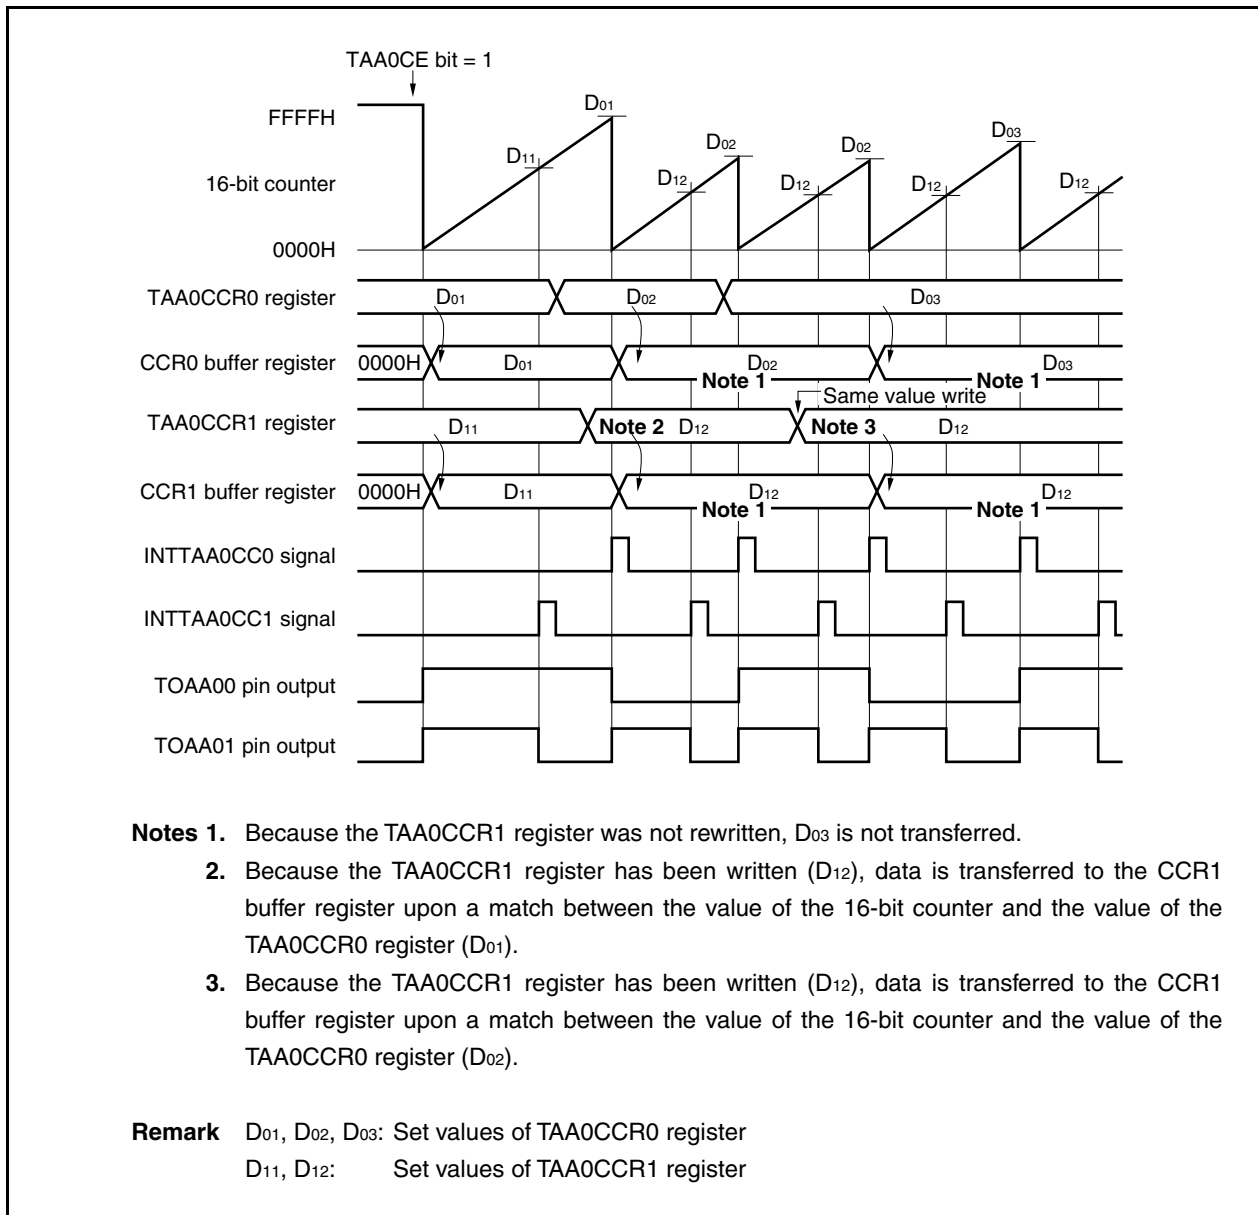 TAA0CE bit = 1
FFFFH
D01
D11
D02
D02
D03
16-bit counter
D12
D12
D12
D12
0000H
TAA0CCR0 register
D01
D02
D03
CCR0 buffer register
0000H
D01
D02
D03
Note 1
Note 1
Same value write
TAA0CCR1 register
D11
Note 2
D12
Note 3
D12
CCR1 buffer register
0000H
D11
D12
D12
Note 1
Note 1
INTTAA0CC0 signal
INTTAA0CC1 signal
TOAA00 pin output
TOAA01 pin output
Notes 1. Because the TAA0CCR1 register was not rewritten, D03 is not transferred.
2. Because the TAA0CCR1 register has been written (D12), data is transferred to the CCR1
buffer register upon a match between the value of the 16-bit counter and the value of the
TAA0CCR0 register (D01).
3. Because the TAA0CCR1 register has been written (D12), data is transferred to the CCR1
buffer register upon a match between the value of the 16-bit counter and the value of the
TAA0CCR0 register (D02).
Remark D01, D02, D03: Set values of TAA0CCR0 register
D11, D12: Set values of TAA0CCR1 register